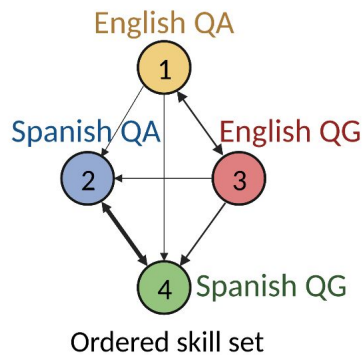 English QA
1
Spanish QA
English QG
2
3
4
Spanish QG
Ordered skill set